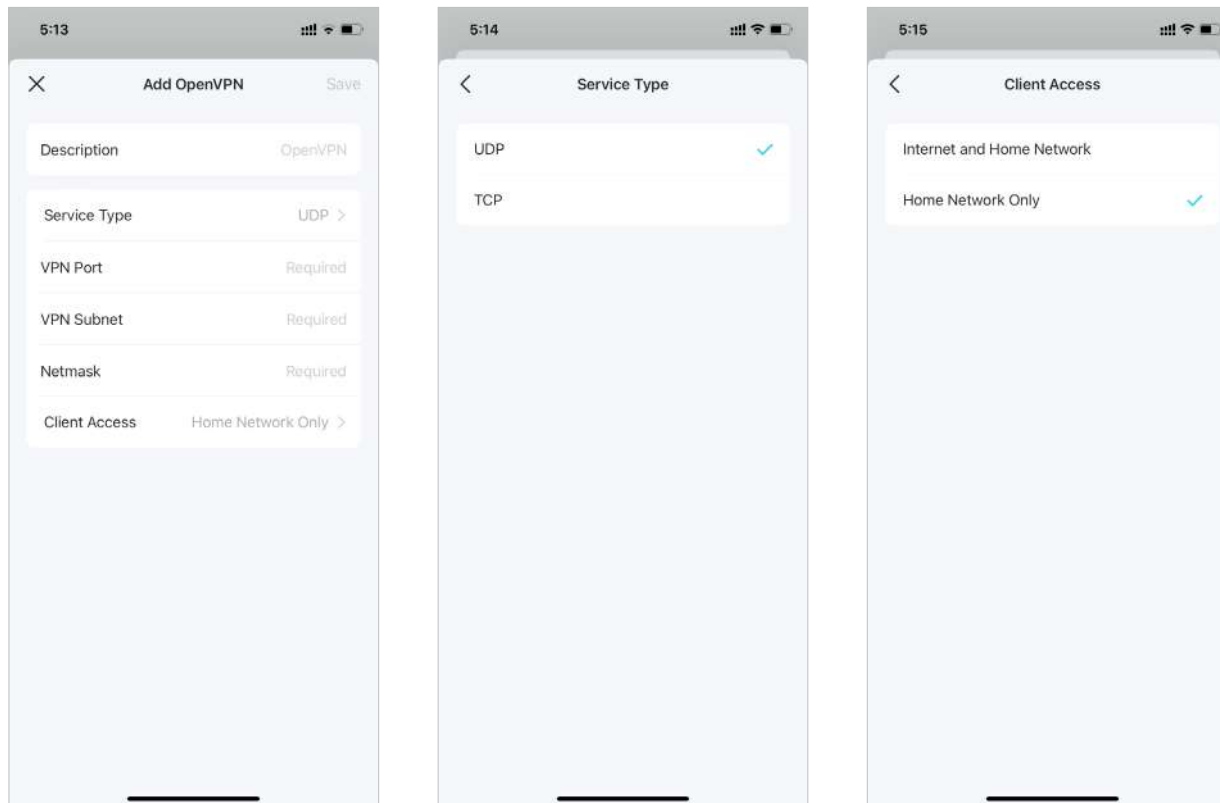 5:13
Add OpenVPN
Save
Description OpenVPN
Service Type UDP >
VPN Port Required
VPN Subnet Required
Netmask Required
Client Access Home Network Only >
5:14
Service Type
UDP
TCP
5:15
Client Access
Internet and Home Network
Home Network Only